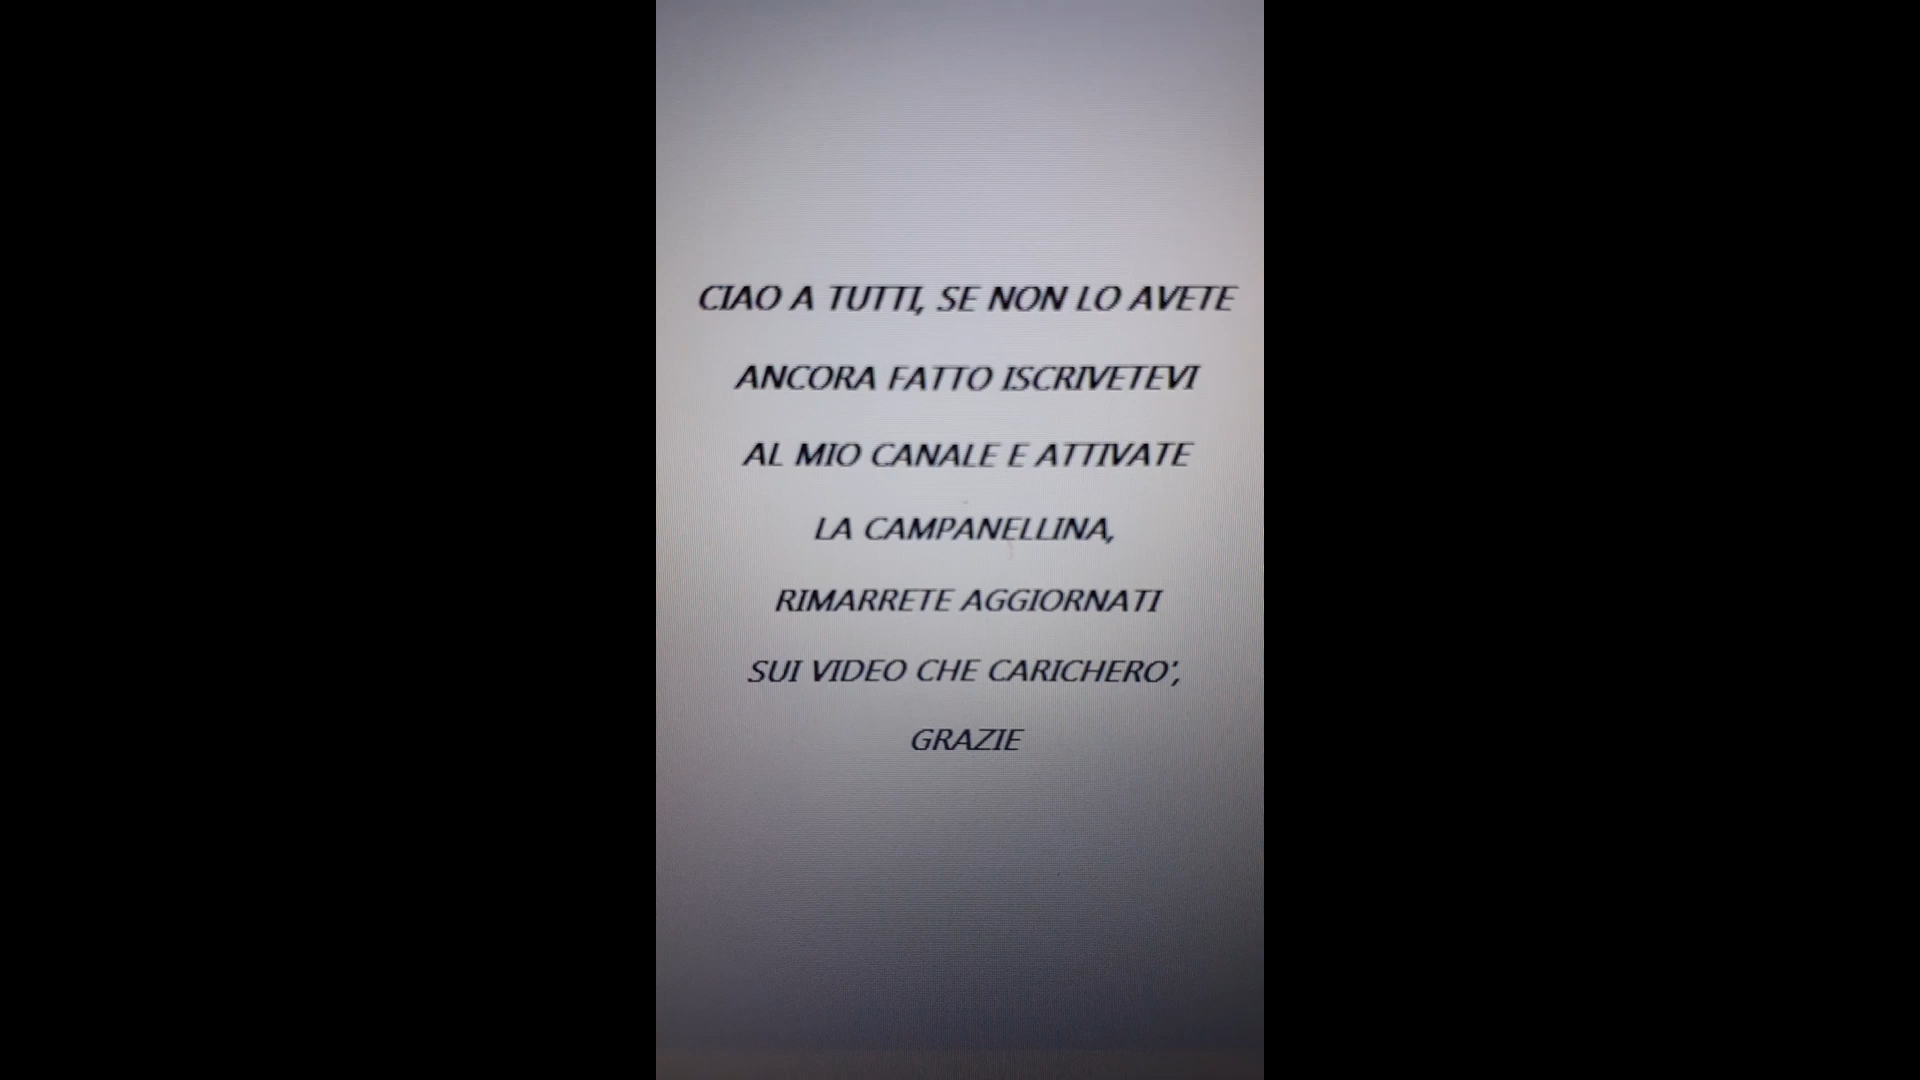 CIAO A TUTTI, SE NON LO AVETE
ANCORA FATTO ISCRIVETEVI
AL MIO CANALE E ATTIVATE
LA CAMPANELLINA,
RIMARRETE AGGIORNATI
SUI VIDEO CHE CARICHERO',
GRAZIE